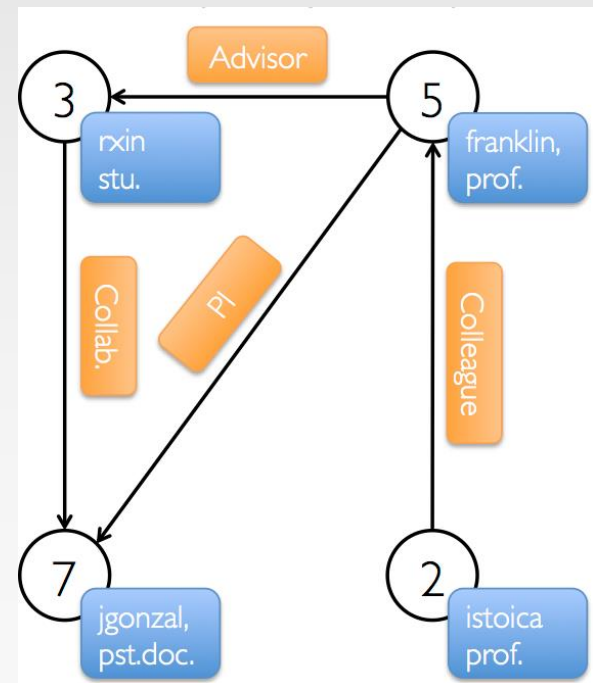 Advisor
3
5
rxin
stu.
franklin,
prof.
Collab.
PI
Colleague
7
2
jgonzal,
pst.doc.
istoica
prof.